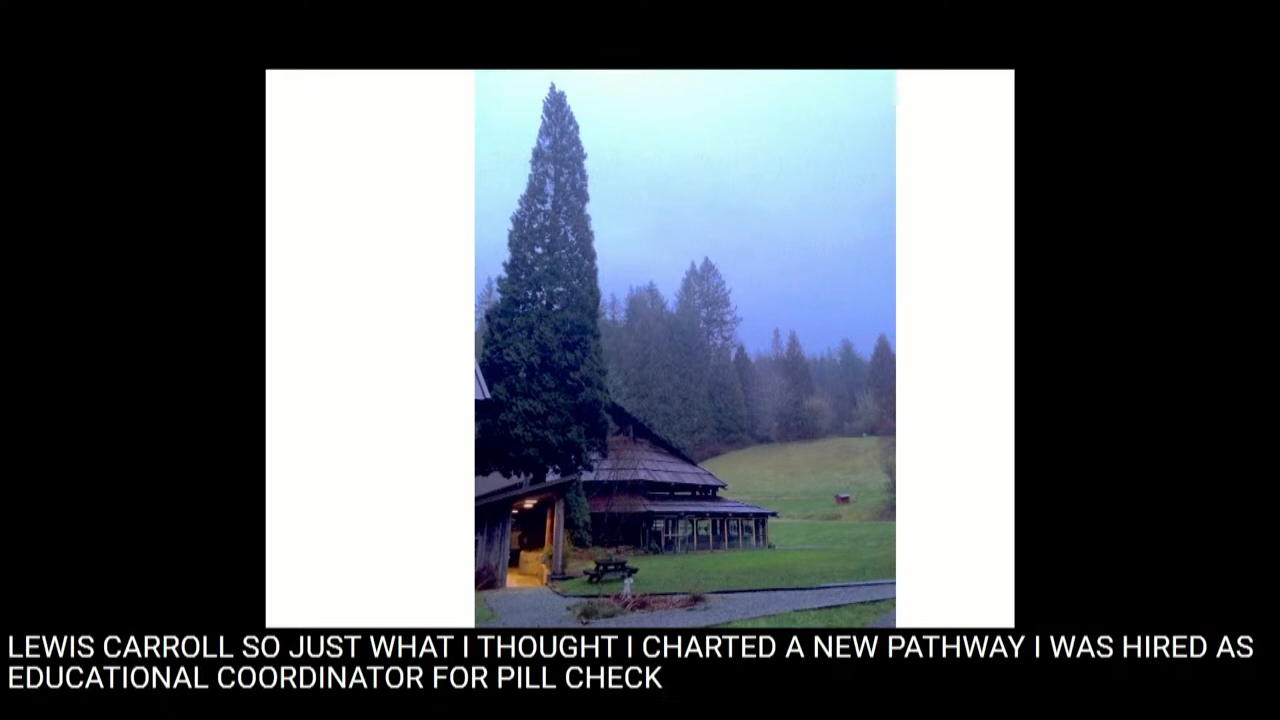 LEWIS CARROLL SO JUST WHAT I THOUGHT I CHARTED A NEW PATHWAY I WAS HIRED AS
EDUCATIONAL COORDINATOR FOR PILL CHECK